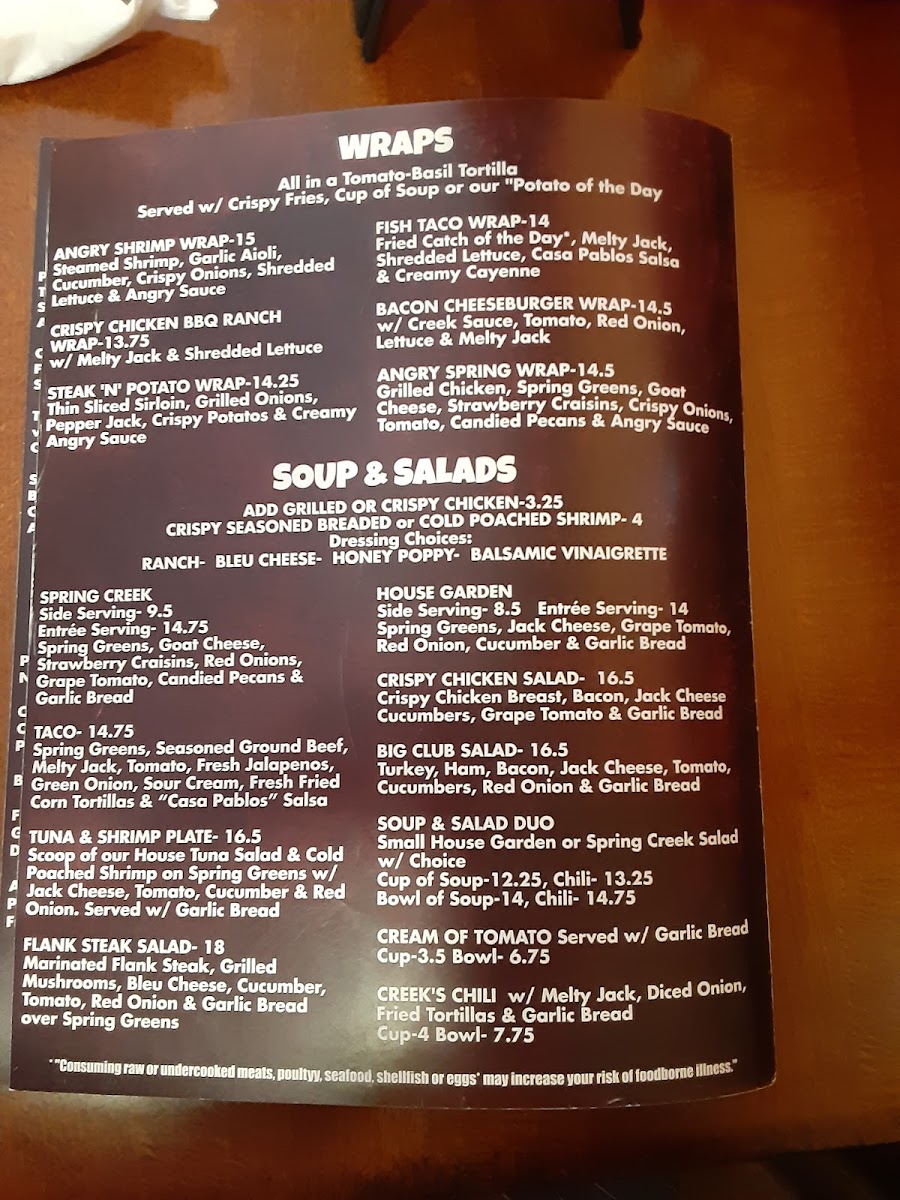 WRAPS
All in a Tomato-Basil Tortilla
Served w/ Crispy Fries, Cup of Soup or our "Potato of the Day
ANGRY SHRIMP WRAP-15
Steamed Shrimp, Garlic Aioli,
Cucumber, Crispy Onions, Shredded
Lettuce & Angry Sauce
CRISPY CHICKEN BBQ RANCH
WRAP-13.75
w/ Melty Jack & Shredded Lettuce
STEAK 'N' POTATO WRAP-14.25
Thin Sliced Sirloin, Grilled Onions,
Pepper Jack, Crispy Potatos & Creamy
Angry Sauce
FISH TACO WRAP-14
Fried Catch of the Day*, Melty Jack,
Shredded Lettuce, Casa Pablos Salsa
& Creamy Cayenne
BACON CHEESEBURGER WRAP-14.5
w/ Creek Sauce, Tomato, Red Onion,
Lettuce & Melty Jack
ANGRY SPRING WRAP-14.5
Grilled Chicken, Spring Greens, Goat
Cheese, Strawberry Craisins, Crispy Onions,
Tomato, Candied Pecans & Angry Sauce
SOUP & SALADS
ADD GRILLED OR CRISPY CHICKEN-3.25
CRISPY SEASONED BREADED or COLD POACHED SHRIMP- 4
Dressing Choices:
RANCH- BLEU CHEESE- HONEY POPPY- BALSAMIC VINAIGRETTE
SPRING CREEK
Side Serving- 9.5
Entrée Serving- 14.75
Spring Greens, Goat Cheese,
Strawberry Craisins, Red Onions,
Grape Tomato, Candied Pecans &
Garlic Bread
TACO- 14.75
Spring Greens, Seasoned Ground Beef,
Melty Jack, Tomato, Fresh Jalapenos,
Green Onion, Sour Cream, Fresh Fried
Corn Tortillas & “Casa Pablos” Salsa
TUNA & SHRIMP PLATE- 16.5
Scoop of our House Tuna Salad & Cold
Poached Shrimp on Spring Greens w/
Jack Cheese, Tomato, Cucumber & Red
Onion. Served w/ Garlic Bread
FLANK STEAK SALAD- 18
Marinated Flank Steak, Grilled
Mushrooms, Bleu Cheese, Cucumber,
Tomato, Red Onion & Garlic Bread
over Spring Greens
HOUSE GARDEN
Side Serving- 8.5 Entrée Serving- 14
Spring Greens, Jack Cheese, Grape Tomato,
Red Onion, Cucumber & Garlic Bread
CRISPY CHICKEN SALAD- 16.5
Crispy Chicken Breast, Bacon, Jack Cheese
Cucumbers, Grape Tomato & Garlic Bread
BIG CLUB SALAD- 16.5
Turkey, Ham, Bacon, Jack Cheese, Tomato,
Cucumbers, Red Onion & Garlic Bread
SOUP & SALAD DUO
Small House Garden or Spring Creek Salad
w/ Choice
Cup of Soup-12.25, Chili- 13.25
Bowl of Soup-14, Chili- 14.75
CREAM OF TOMATO Served w/ Garlic Bread
Cup-3.5 Bowl- 6.75
CREEK'S CHILI w/ Melty Jack, Diced Onion,
Fried Tortillas & Garlic Bread
Cup-4 Bowl- 7.75
* "Consuming raw or undercooked meats, poultyy, seafood, shellfish or eggs* may increase your risk of foodborne illness."